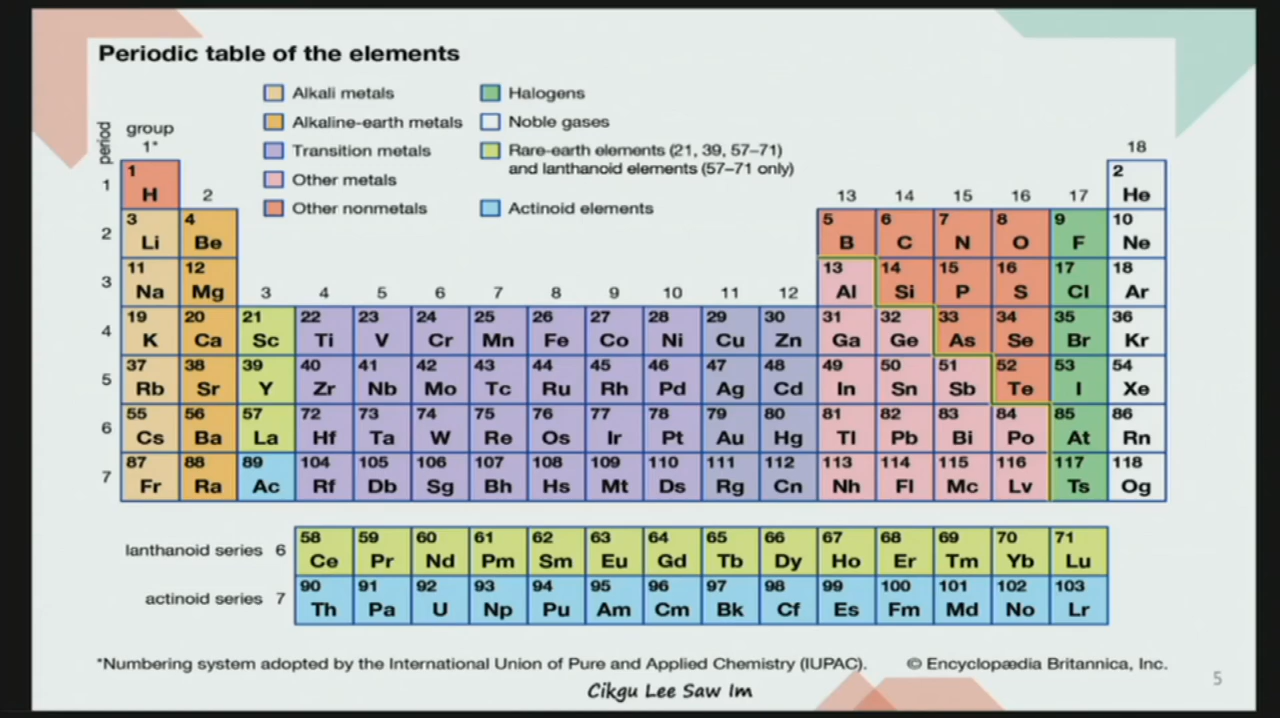 Periodic table of the elements
Alkali metals
Alkaline-earth metals
Transition metals
Other metals
Other nonmetals
Halogens
Noble gases
Rare-earth elements (21, 39, 57–71)
and lanthanoid elements (57–71 only)
Actinoid elements
period
group
1* 18
1 1 H 2 13 14 15 16 17 2 He
2 3 Li 4 Be 5 B 6 C 7 N 8 O 9 F 10 Ne
3 11 Na 12 Mg 3 4 5 6 7 8 9 10 11 12 13 Al 14 Si 15 P 16 S 17 Cl 18 Ar
4 19 K 20 Ca 21 Sc 22 Ti 23 V 24 Cr 25 Mn 26 Fe 27 Co 28 Ni 29 Cu 30 Zn 31 Ga 32 Ge 33 As 34 Se 35 Br 36 Kr
5 37 Rb 38 Sr 39 Y 40 Zr 41 Nb 42 Mo 43 Tc 44 Ru 45 Rh 46 Pd 47 Ag 48 Cd 49 In 50 Sn 51 Sb 52 Te 53 I 54 Xe
6 55 Cs 56 Ba 57 La 72 Hf 73 Ta 74 W 75 Re 76 Os 77 Ir 78 Pt 79 Au 80 Hg 81 Tl 82 Pb 83 Bi 84 Po 85 At 86 Rn
7 87 Fr 88 Ra 89 Ac 104 Rf 105 Db 106 Sg 107 Bh 108 Hs 109 Mt 110 Ds 111 Rg 112 Cn 113 Nh 114 Fl 115 Mc 116 Lv 117 Ts 118 Og
lanthanoid series 6 58 Ce 59 Pr 60 Nd 61 Pm 62 Sm 63 Eu 64 Gd 65 Tb 66 Dy 67 Ho 68 Er 69 Tm 70 Yb 71 Lu
actinoid series 7 90 Th 91 Pa 92 U 93 Np 94 Pu 95 Am 96 Cm 97 Bk 98 Cf 99 Es 100 Fm 101 Md 102 No 103 Lr
*Numbering system adopted by the International Union of Pure and Applied Chemistry (IUPAC). © Encyclopædia Britannica, Inc.
Cikgu Lee Saw Im
5